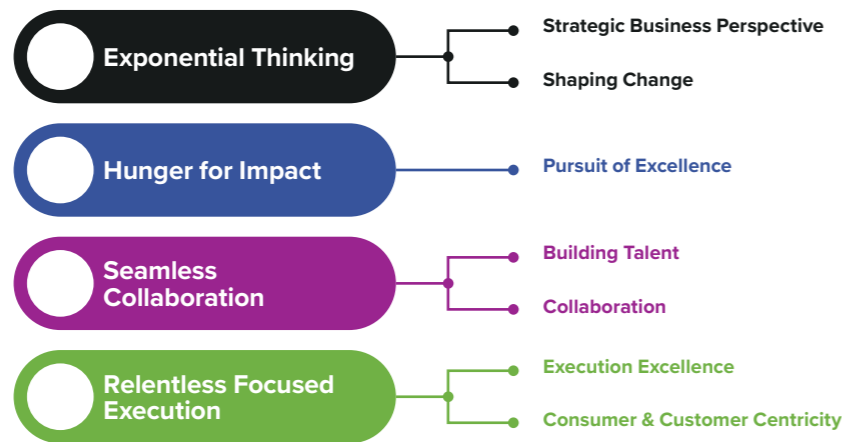 Exponential Thinking
Strategic Business Perspective
Shaping Change
Hunger for Impact
Pursuit of Excellence
Seamless
Collaboration
Building Talent
Collaboration
Relentless Focused
Execution
Execution Excellence
Consumer & Customer Centricity